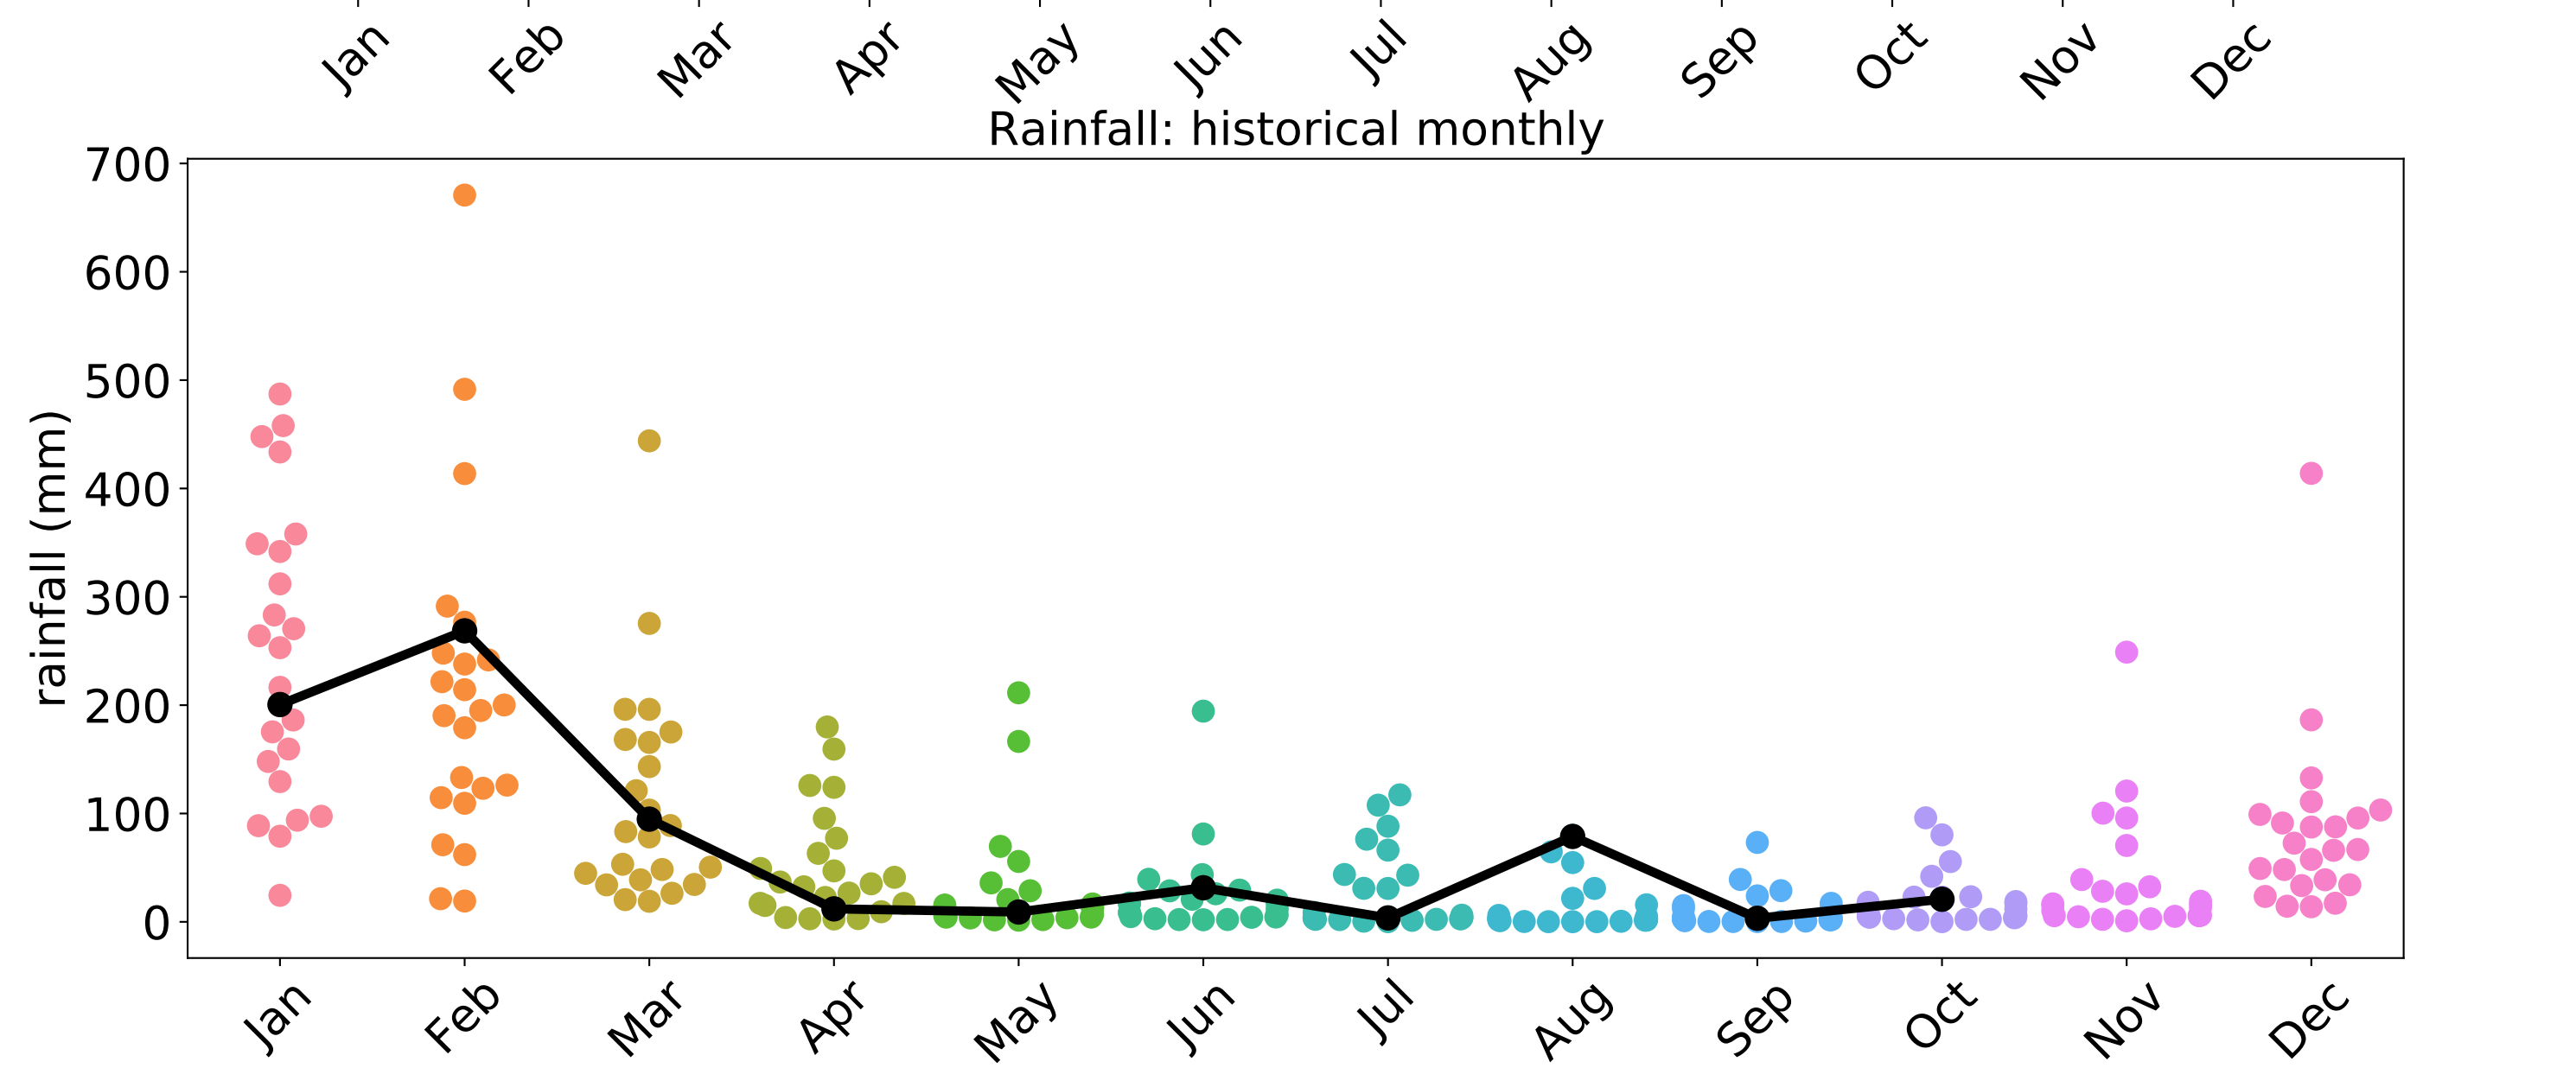 Jan Feb Mar Apr May Jun Jul Aug Sep Oct Nov Dec
Rainfall: historical monthly
700
600
500
400
300
200
100
0
rainfall (mm)
Jan Feb Mar Apr May Jun Jul Aug Sep Oct Nov Dec